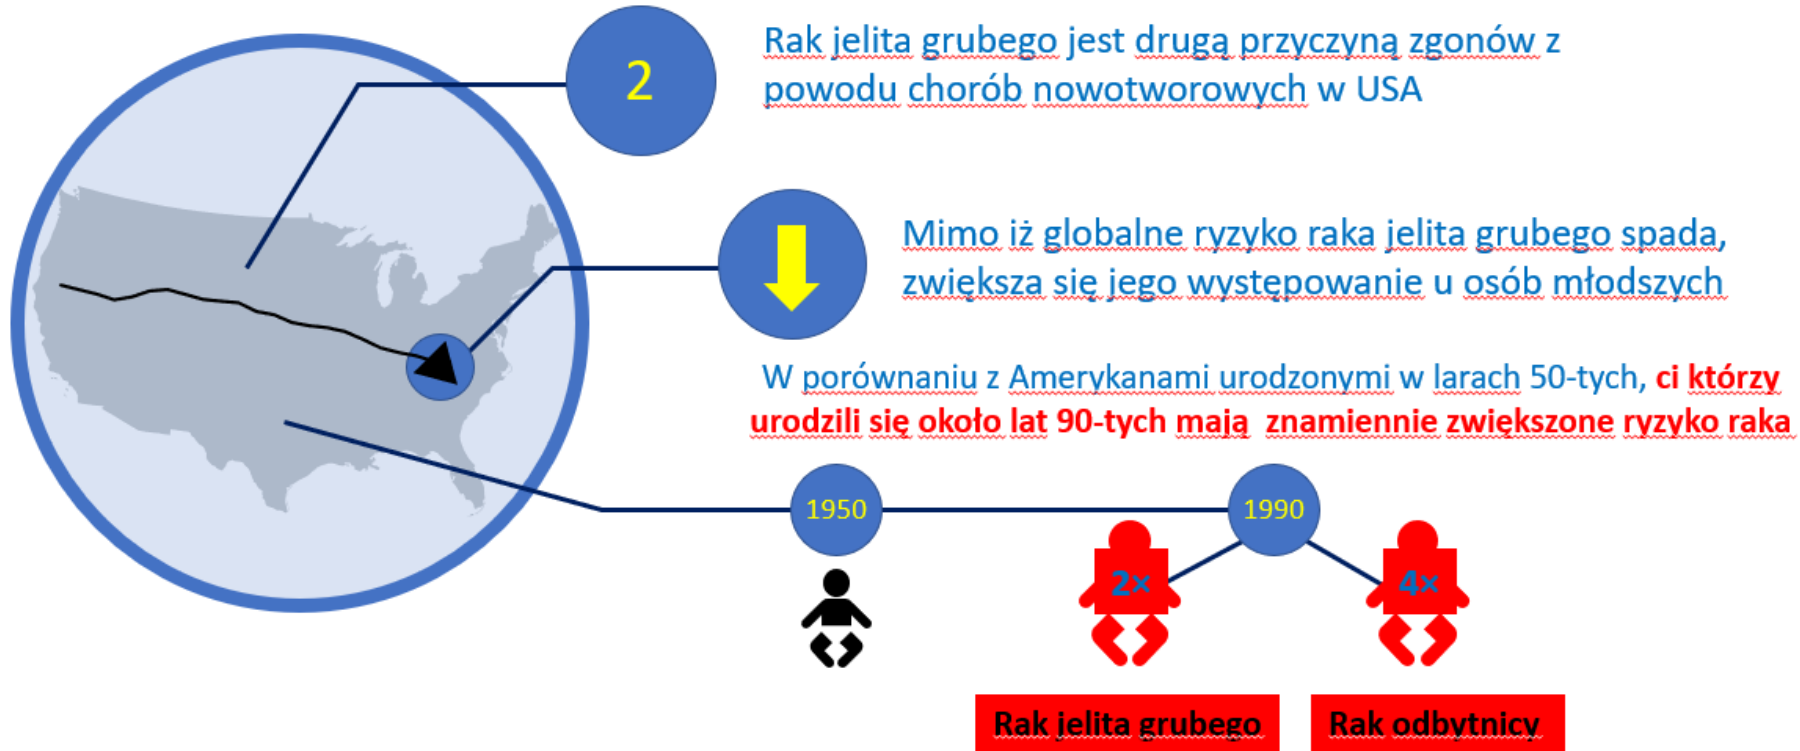 2
Rak jelita grubego jest drugą przyczyną zgonów z
powodu chorób nowotworowych w USA
Mimo iż globalne ryzyko raka jelita grubego spada,
zwiększa się jego występowanie u osób młodszych
W porównaniu z Amerykanami urodzonymi w larach 50-tych, ci którzy
urodzili się około lat 90-tych mają znamiennie zwiększone ryzyko raka
1950
1990
2×
4×
Rak jelita grubego
Rak odbytnicy